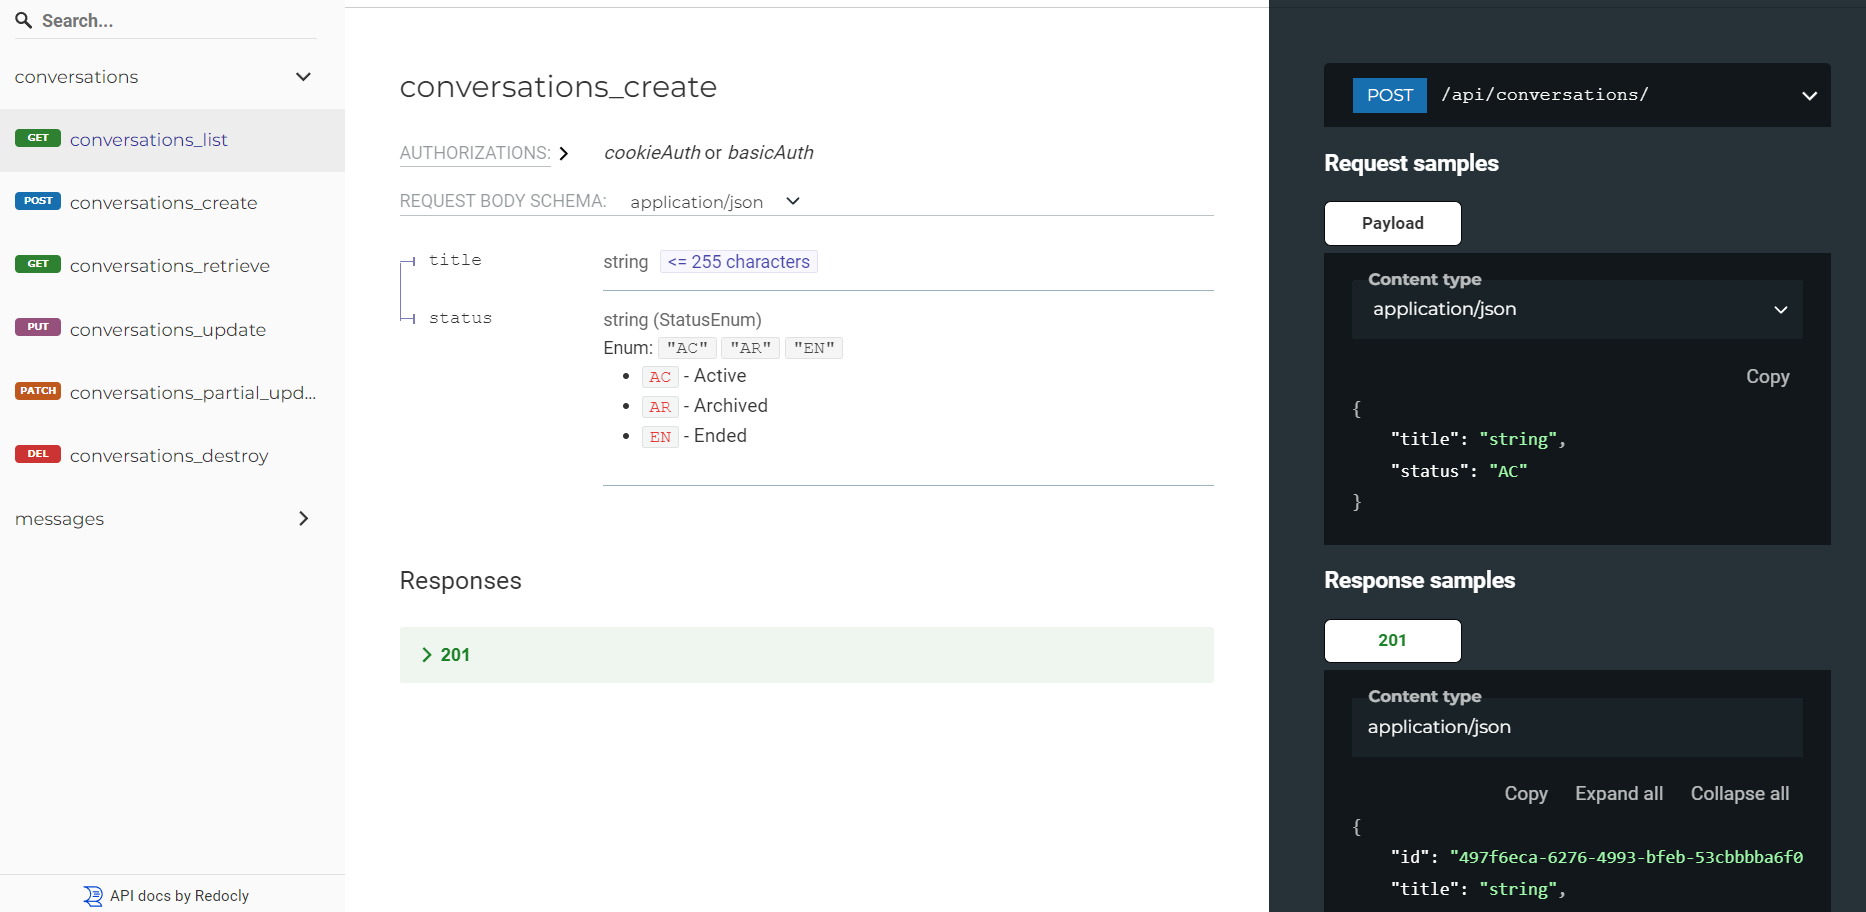 Search...
conversations
GET conversations_list
POST conversations_create
GET conversations_retrieve
PUT conversations_update
PATCH conversations_partial_upd...
DEL conversations_destroy
messages
API docs by Redocly
conversations_create
AUTHORIZATIONS: cookieAuth or basicAuth
REQUEST BODY SCHEMA: application/json
title string <= 255 characters
status string (StatusEnum)
Enum: "AC" "AR" "EN"
AC - Active
AR - Archived
EN - Ended
Responses
201
POST /api/conversations/
Request samples
Payload
Content type
application/json
Copy
{
"title": "string",
"status": "AC"
}
Response samples
201
Content type
application/json
Copy Expand all Collapse all
{
"id": "497f6eca-6276-4993-bfeb-53cbbbba6f0
"title": "string",